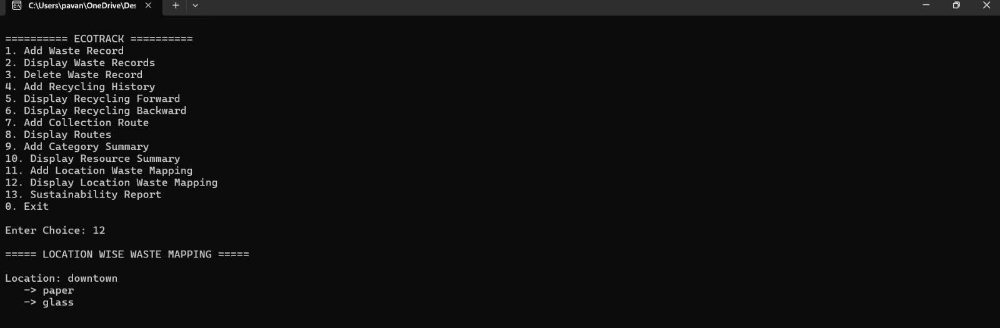 C:\Users\pavan\OneDrive\Des
========== ECOTRACK ==========
1. Add Waste Record
2. Display Waste Records
3. Delete Waste Record
4. Add Recycling History
5. Display Recycling Forward
6. Display Recycling Backward
7. Add Collection Route
8. Display Routes
9. Add Category Summary
10. Display Resource Summary
11. Add Location Waste Mapping
12. Display Location Waste Mapping
13. Sustainability Report
0. Exit
Enter Choice: 12
===== LOCATION WISE WASTE MAPPING =====
Location: downtown
-> paper
-> glass